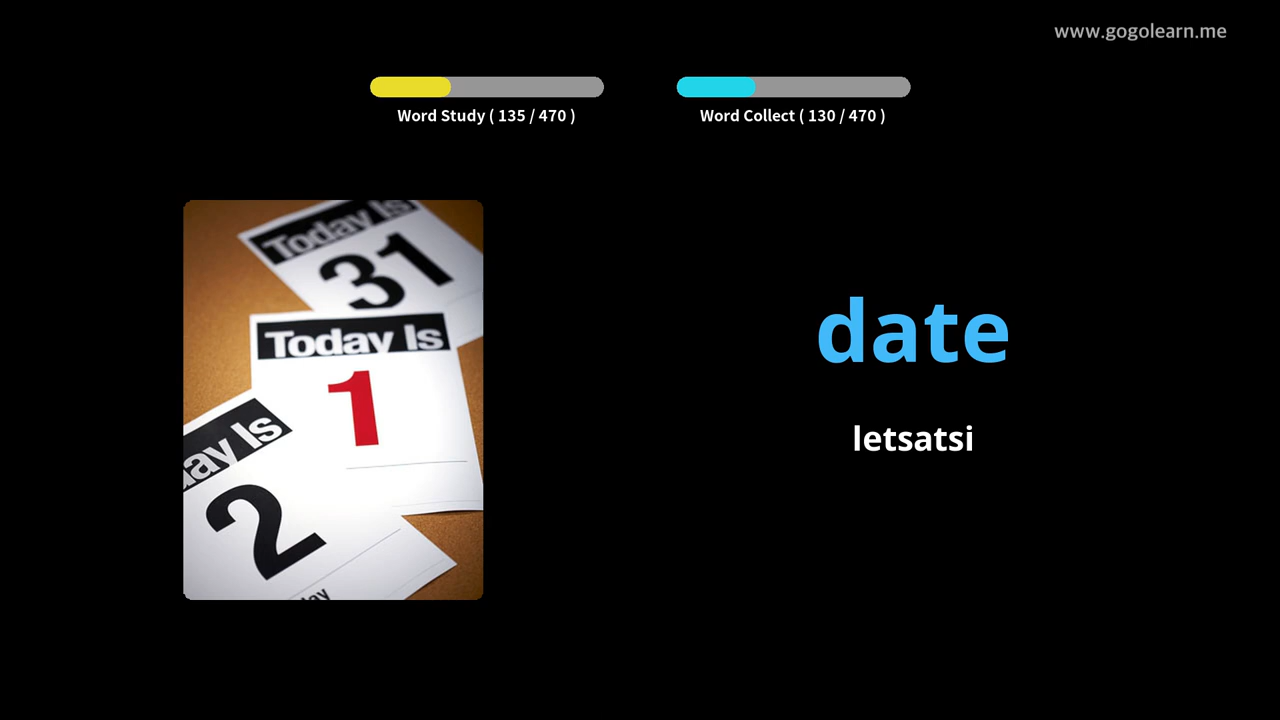 www.gogolearn.me
Word Study ( 135 / 470 )
Word Collect ( 130 / 470 )
Today Is
31
Today Is
1
ay Is
2
date
letsatsi